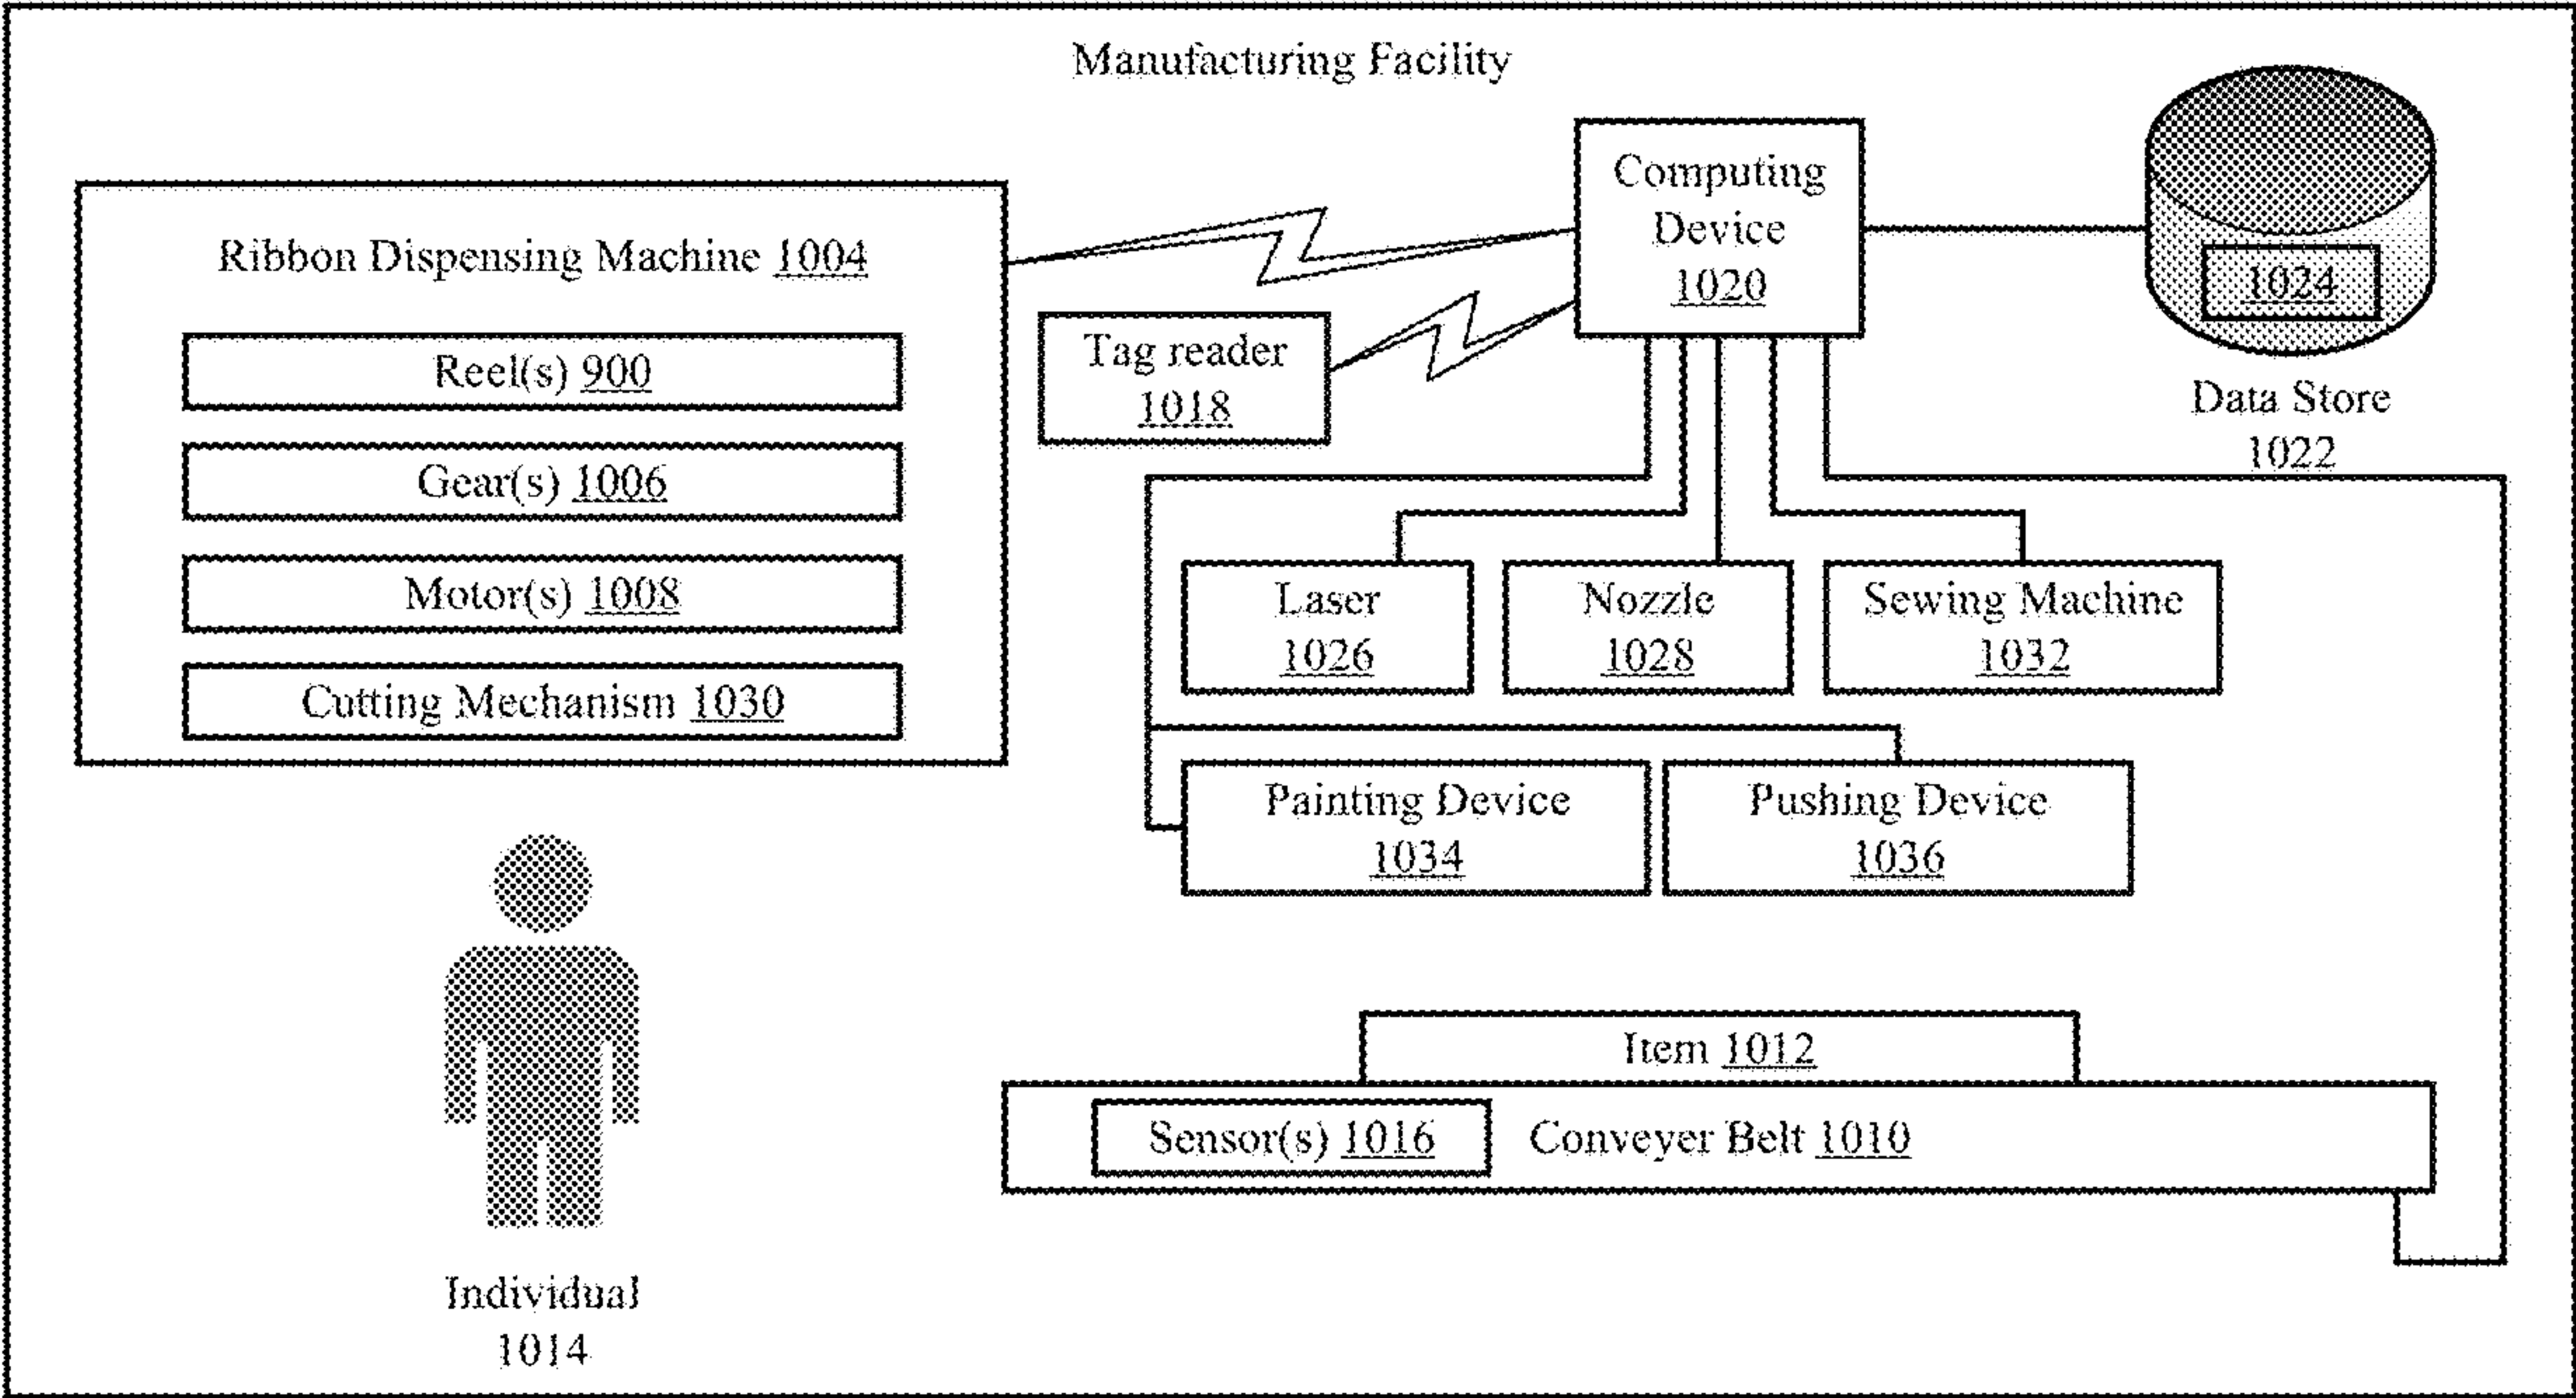 Manufacturing Facility
Ribbon Dispensing Machine 1004
Reel(s) 900
Gear(s) 1006
Motor(s) 1008
Cutting Mechanism 1030
Tag reader
1018
Computing
Device
1020
1024
Data Store
1022
Laser
1026
Nozzle
1028
Sewing Machine
1032
Painting Device
1034
Pushing Device
1036
Item 1012
Sensor(s) 1016
Conveyer Belt 1010
Individual
1014